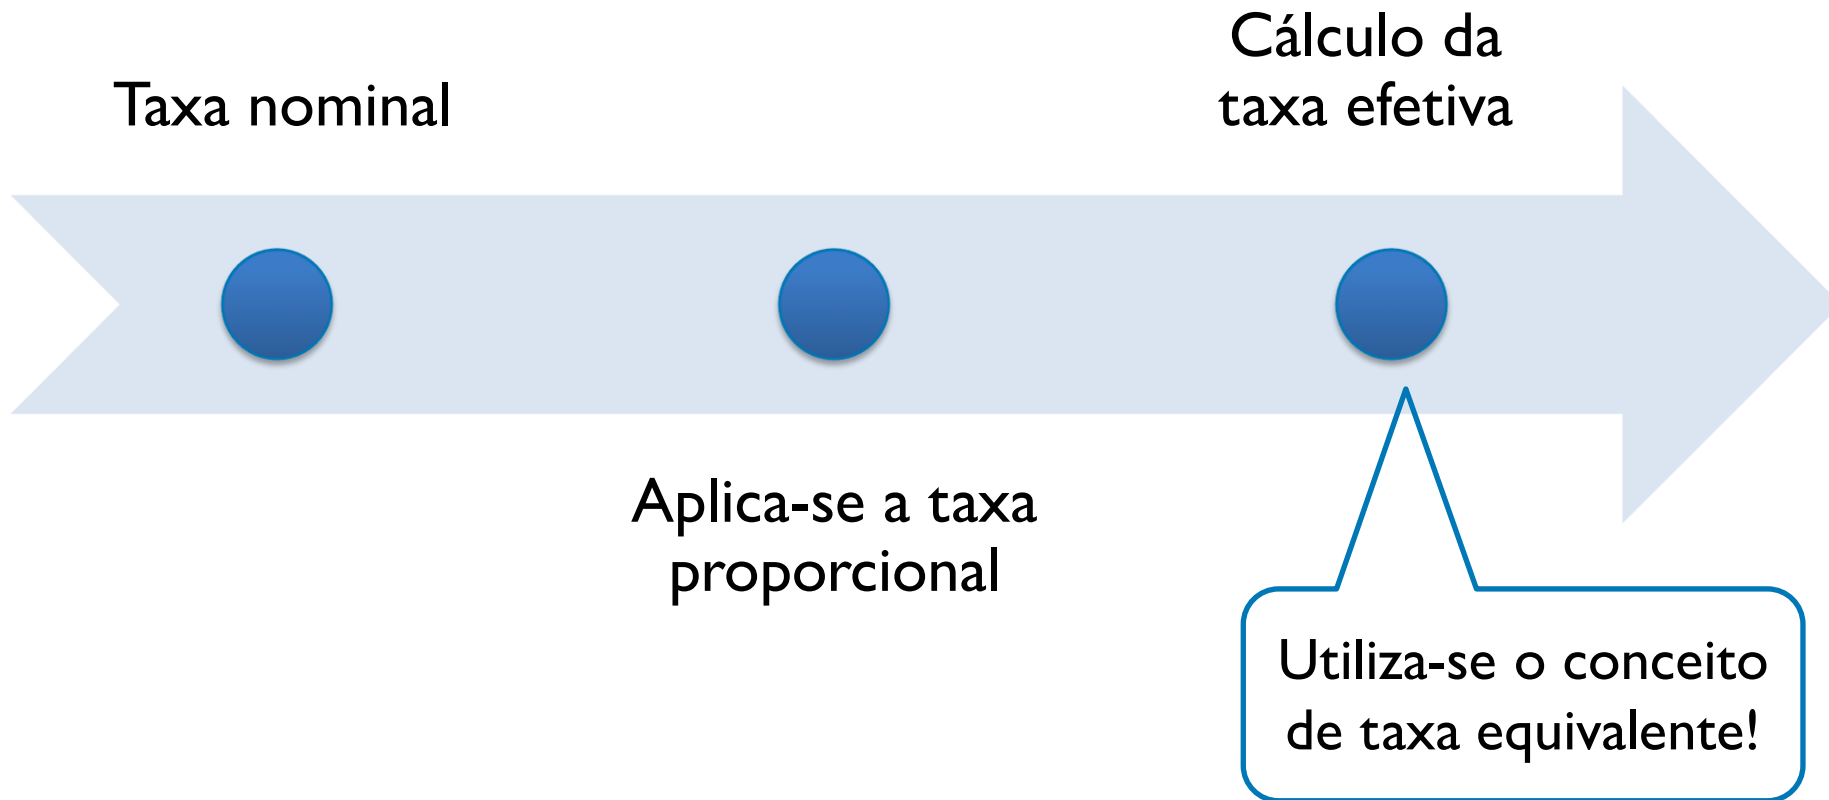 Taxa nominal
Aplica-se a taxa
proporcional
Cálculo da
taxa efetiva
Utiliza-se o conceito
de taxa equivalente!